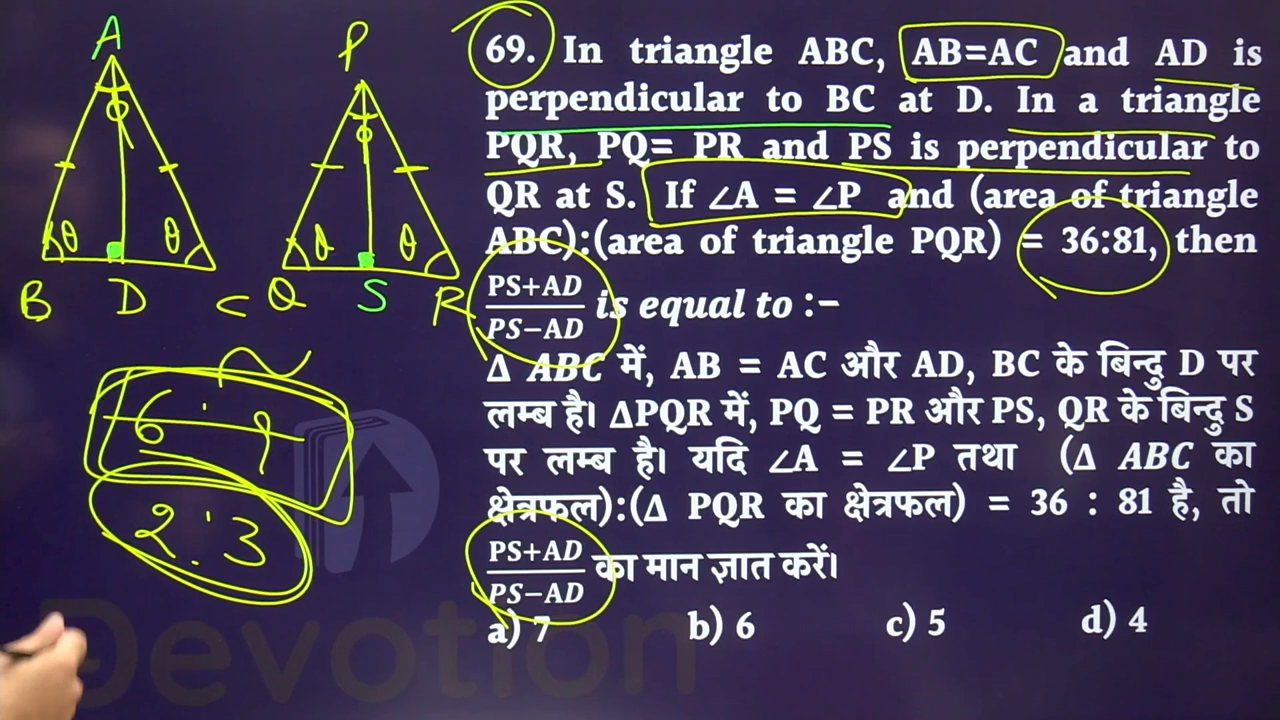 A
P
θ
θ
θ
θ
B D C Q S R
6 : 9
2 : 3
69. In triangle ABC, AB=AC and AD is
perpendicular to BC at D. In a triangle
PQR, PQ= PR and PS is perpendicular to
QR at S. If ∠A = ∠P and (area of triangle
ABC):(area of triangle PQR) = 36:81, then
PS+AD
PS−AD is equal to :-
Δ ABC में, AB = AC और AD, BC के बिन्दु D पर
लम्ब है। ΔPQR में, PQ = PR और PS, QR के बिन्दु S
पर लम्ब है। यदि ∠A = ∠P तथा (Δ ABC का
क्षेत्रफल):(Δ PQR का क्षेत्रफल) = 36 : 81 है, तो
PS+AD
PS−AD का मान ज्ञात करें।
a) 7 b) 6 c) 5 d) 4
Devotion